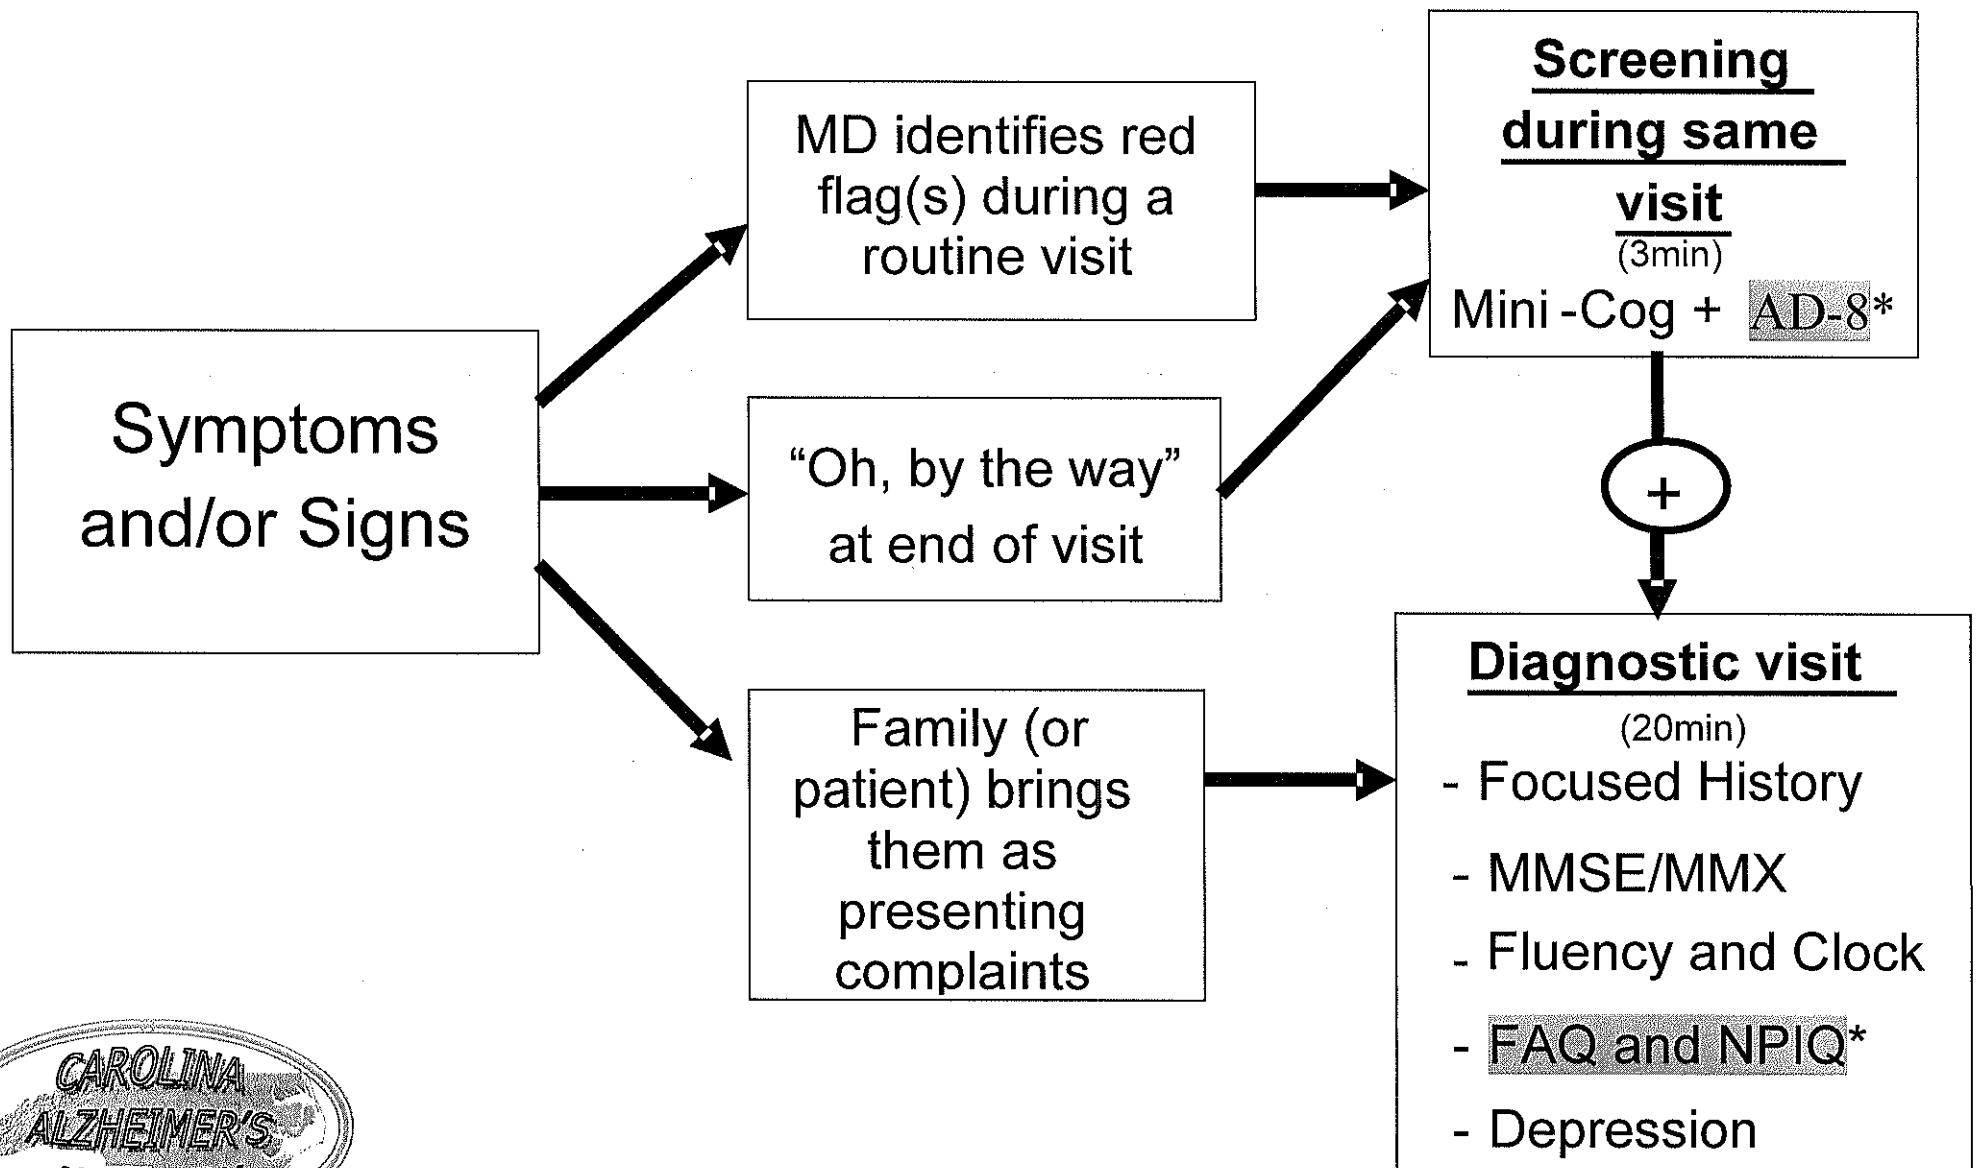 Symptoms
and/or Signs
MD identifies red
flag(s) during a
routine visit
“Oh, by the way”
at end of visit
Family (or
patient) brings
them as
presenting
complaints
Screening
during same
visit
(3min)
Mini -Cog + AD-8*
+
Diagnostic visit
(20min)
- Focused History
- MMSE/MMX
- Fluency and Clock
- FAQ and NPIQ*
- Depression
CAROLINA
ALZHEIMER'S